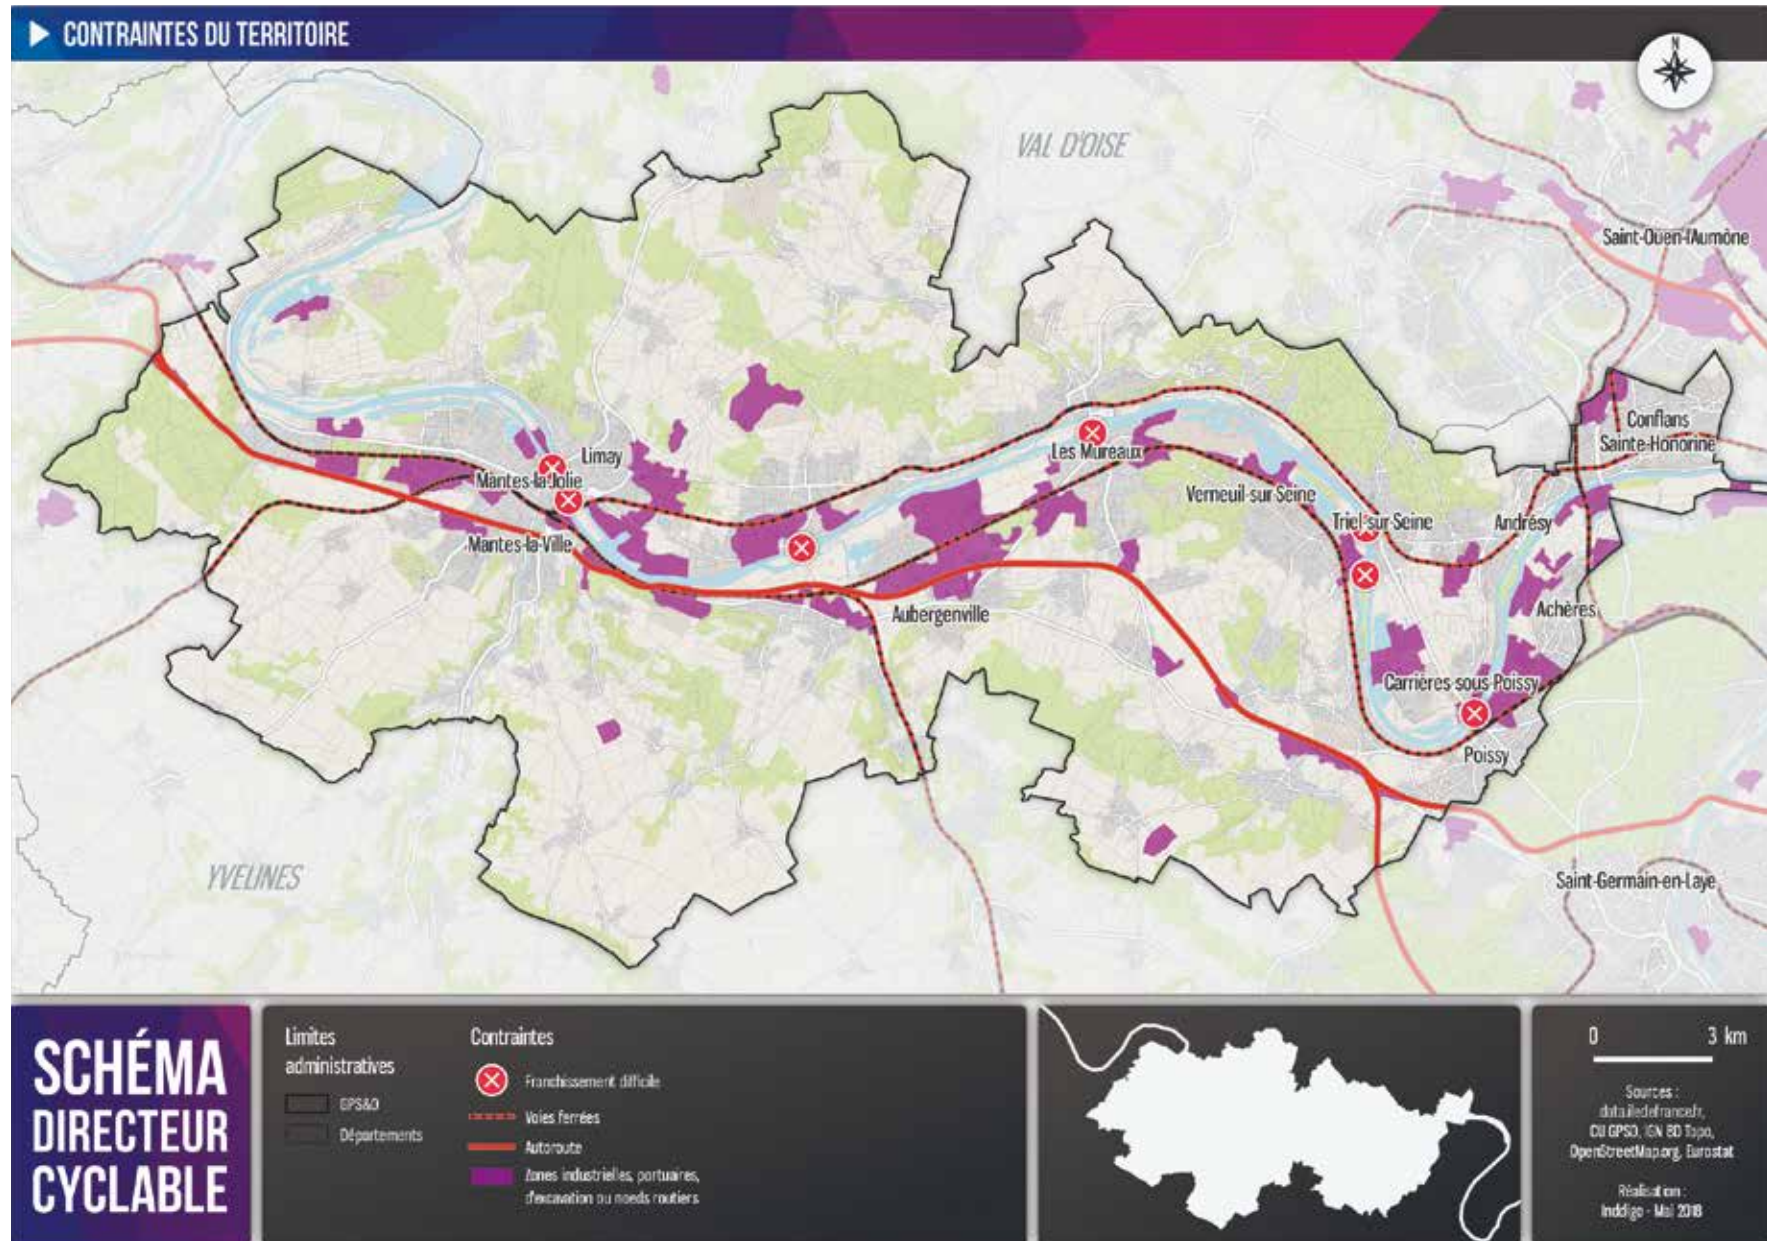 CONTRAINTES DU TERRITOIRE
N
VAL D'OISE
Saint-Ouen-l'Aumône
Conflans
Sainte-Honorine
Limay
Les Mureaux
Mantes-la-Jolie
Verneuil-sur-Seine
Triel-sur-Seine
Andrésy
Mantes-la-Ville
Achères
Aubergenville
Carrières-sous-Poissy
Poissy
YVELINES
Saint-Germain-en-Laye
SCHÉMA
DIRECTEUR
CYCLABLE
Limites
administratives
GPS&O
Départements
Contraintes
Franchissement difficile
Voies ferrées
Autoroute
Zones industrielles, portuaires,
d'excavation ou nœds routiers
0 3 km
Sources :
data.iledefrance.fr,
CU GPSO, IGN BD Topo,
OpenStreetMap.org, Eurostat
Réalisation :
Inddigo - Mai 2018